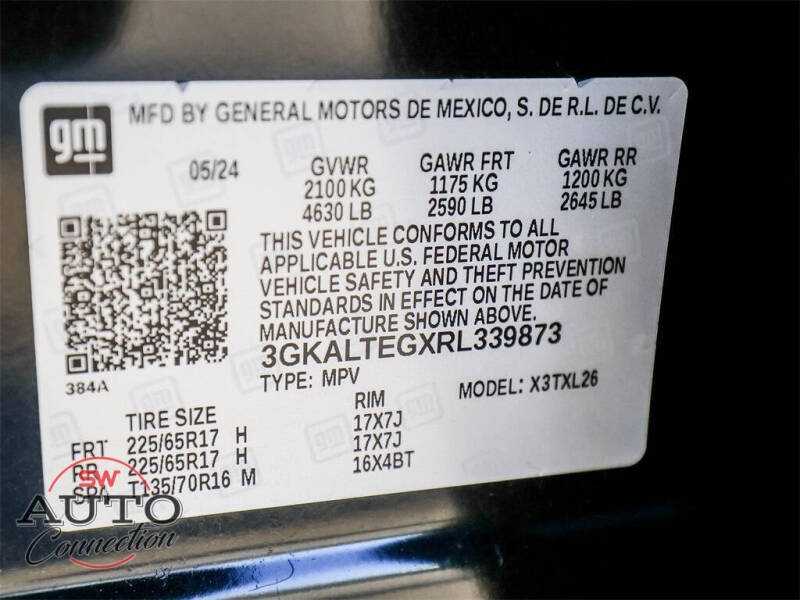 gm
MFD BY GENERAL MOTORS DE MEXICO, S. DE R.L. DE C.V.
05/24 GVWR GAWR FRT GAWR RR
2100 KG 1175 KG 1200 KG
4630 LB 2590 LB 2645 LB
THIS VEHICLE CONFORMS TO ALL
APPLICABLE U.S. FEDERAL MOTOR
VEHICLE SAFETY AND THEFT PREVENTION
STANDARDS IN EFFECT ON THE DATE OF
MANUFACTURE SHOWN ABOVE.
3GKALTEGXRL339873
384A
TYPE: MPV MODEL: X3TXL26
TIRE SIZE RIM
FRT 225/65R17 H 17X7J
RR 225/65R17 H 17X7J
SPA T135/70R16 M 16X4BT
SW
AUTO
Connection